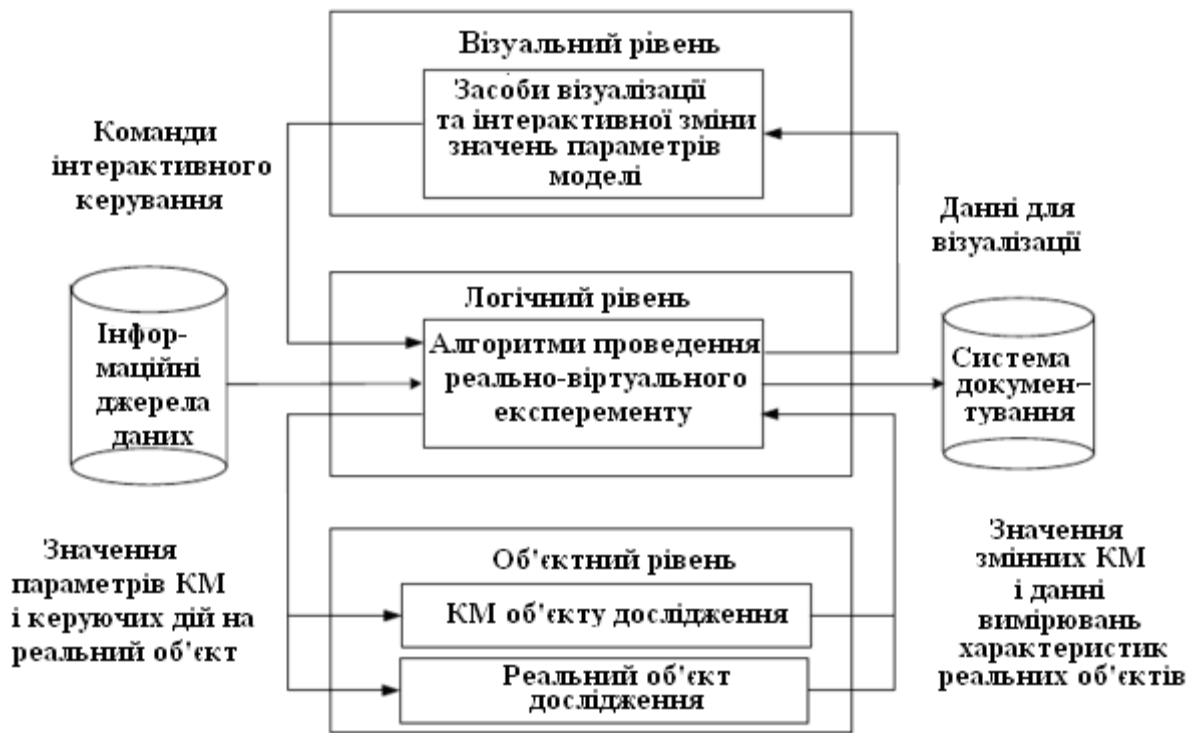 Візуальний рівень
Засоби візуалізації
та інтерактивної зміни
значень параметрів
моделі
Команди
інтерактивного
керування
Данні для
візуалізації
Логічний рівень
Алгоритми проведення
реально-віртуального
експеременту
Інфор-
маційні
джерела
даних
Система
докумен-
тування
Значення
параметрів КМ
і керуючих дій на
реальний об'єкт
Об'єктний рівень
КМ об'єкту дослідження
Реальний об'єкт
дослідження
Значення
змінних КМ
і данні
вимірювань
характеристик
реальних об'єктів